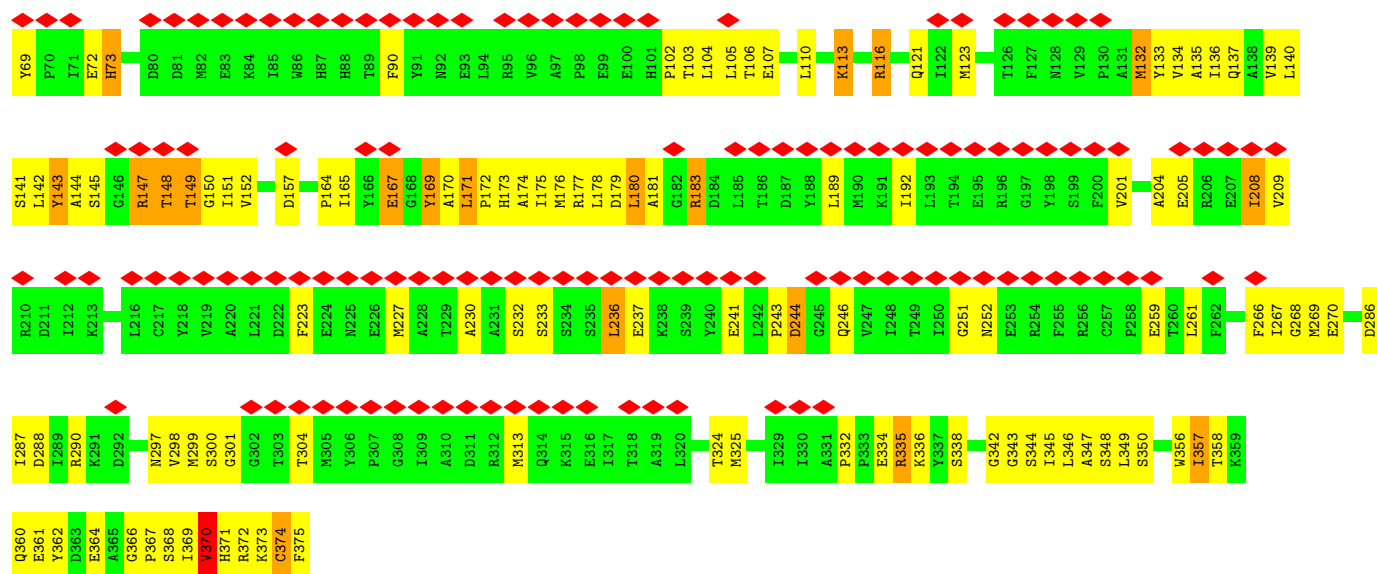 Y69 P70 I71 E72 H73 D80 D81 M82 E83 K84 I85 W86 H87 H88 T89 F90 Y91 N92 E93 L94 R95 V96 A97 P98 E99 E100 H101 P102 T103 L104 L105 T106 E107 L110 K113 R116 Q121 I122 M123 T126 F127 N128 V129 P130 A131 M132 Y133 V134 A135 I136 Q137 A138 V139 L140
S141 L142 Y143 A144 S145 G146 R147 T148 T149 G150 I151 V152 D157 P164 I165 Y166 E167 G168 Y169 A170 L171 P172 H173 A174 I175 M176 R177 L178 D179 L180 A181 G182 R183 D184 L185 T186 D187 Y188 L189 M190 K191 I192 L193 T194 E195 R196 G197 Y198 S199 F200 V201 A204 E205 R206 E207 I208 V209
R210 D211 I212 K213 L216 C217 Y218 V219 A220 L221 D222 F223 E224 N225 E226 M227 A228 T229 A230 A231 S232 S233 S234 S235 L236 E237 K238 S239 Y240 E241 L242 P243 D244 G245 Q246 V247 I248 T249 I250 G251 N252 E253 R254 F255 R256 C257 P258 E259 T260 L261 F262 F266 I267 G268 M269 E270 D286
I287 D288 I289 R290 K291 D292 N297 V298 M299 S300 G301 G302 T303 T304 M305 Y306 P307 G308 I309 A310 D311 R312 M313 Q314 K315 E316 I317 T318 A319 L320 T324 M325 I329 I330 A331 P332 P333 E334 R335 K336 Y337 S338 G342 G343 S344 I345 L346 A347 S348 L349 S350 W356 I357 T358 K359
Q360 E361 Y362 D363 E364 A365 G366 P367 S368 I369 V370 H371 R372 K373 C374 F375